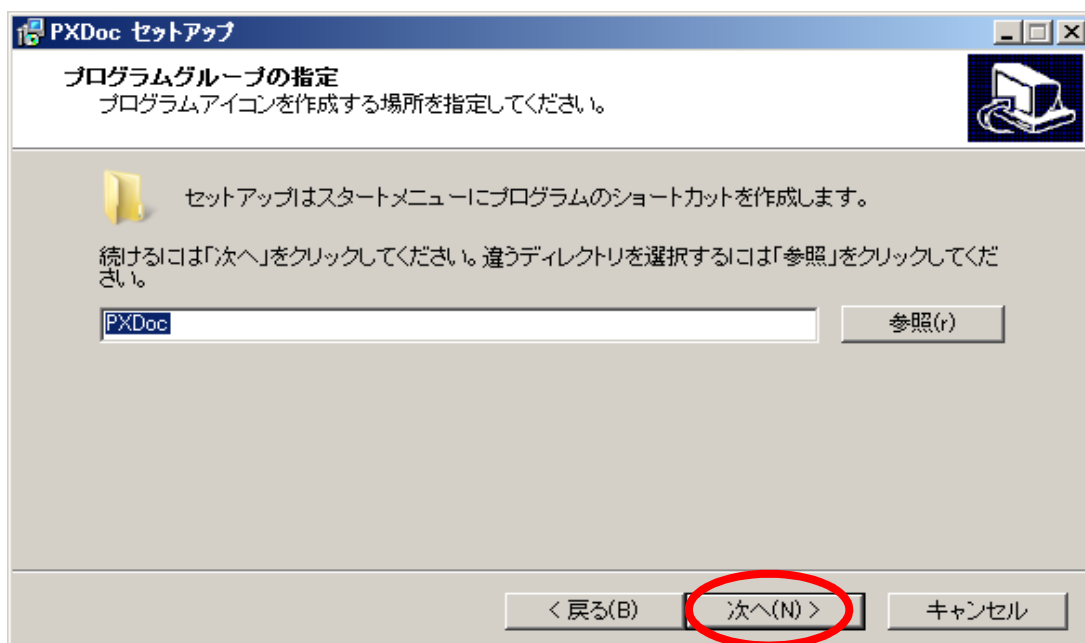 PXDoc セットアップ
プログラムグループの指定
プログラムアイコンを作成する場所を指定してください。
セットアップはスタートメニューにプログラムのショートカットを作成します。
続けるには「次へ」をクリックしてください。違うディレクトリを選択するには「参照」をクリックしてくだ
さい。
PXDoc
参照(r)
< 戻る(B)
次へ(N) >
キャンセル